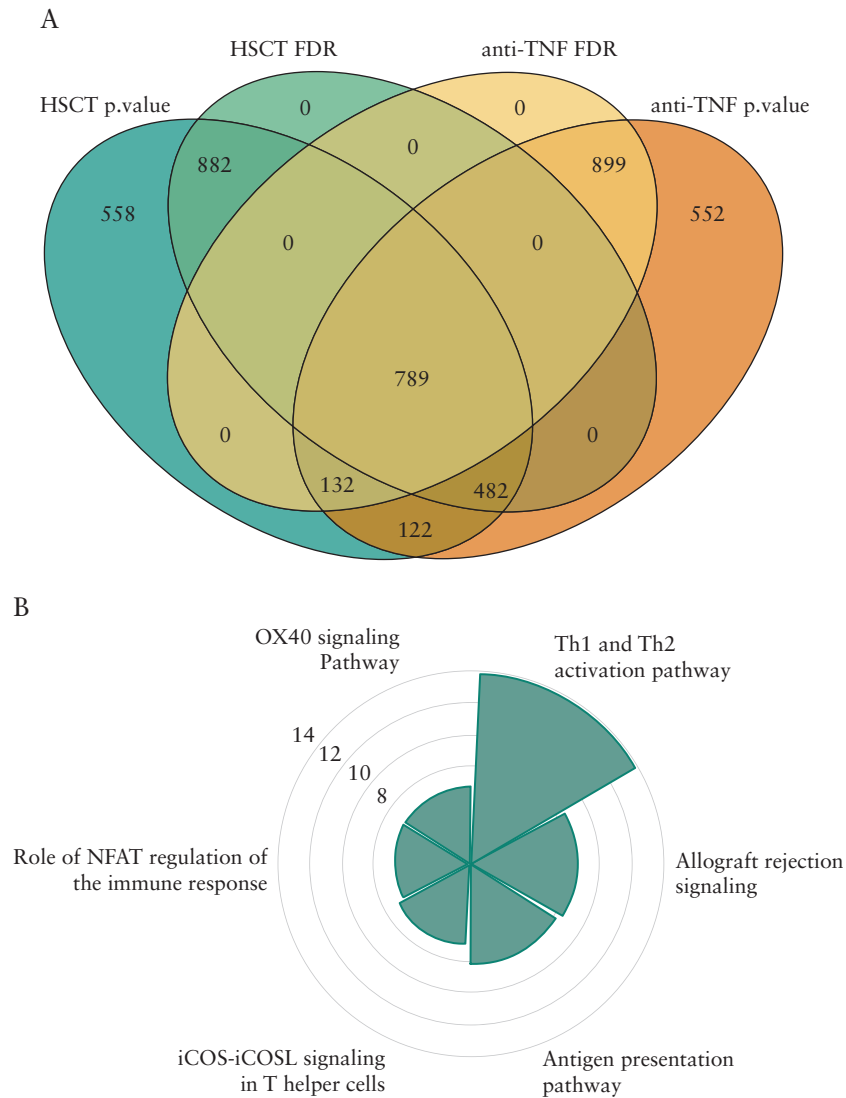 A
HSCT FDR
anti-TNF FDR
HSCT p.value
anti-TNF p.value
0
0
0
882
899
558
552
0
0
789
0
0
132
482
122
B
OX40 signaling
Pathway
Th1 and Th2
activation pathway
14
12
10
8
Role of NFAT regulation of
the immune response
Allograft rejection
signaling
iCOS-iCOSL signaling
in T helper cells
Antigen presentation
pathway